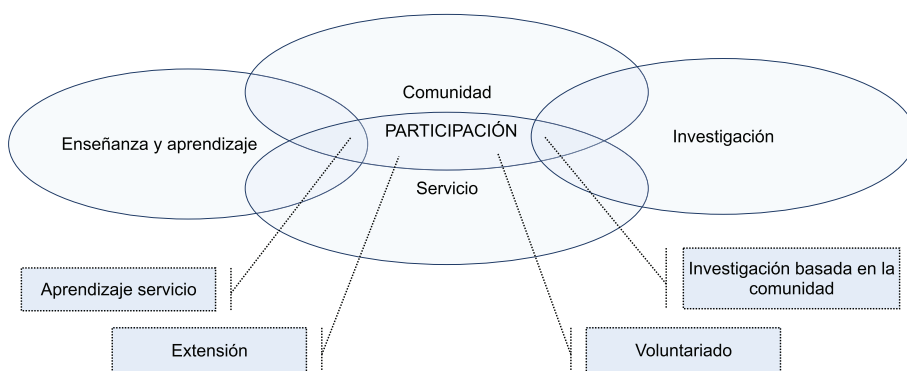 Comunidad
PARTICIPACIÓN
Enseñanza y aprendizaje
Investigación
Servicio
Aprendizaje servicio
Investigación basada en la
comunidad
Extensión
Voluntariado